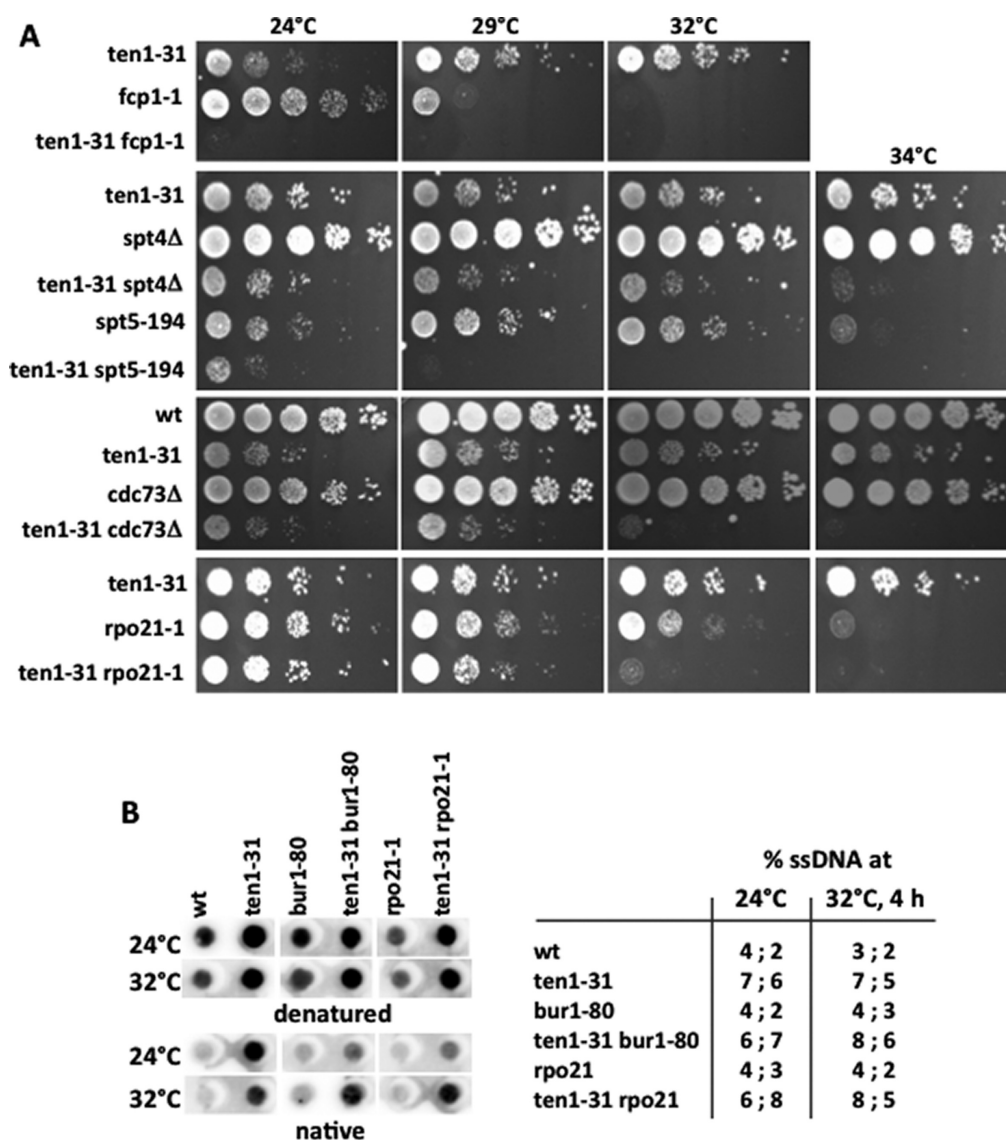 A
24°C 29°C 32°C
ten1-31
fcp1-1
ten1-31 fcp1-1
34°C
ten1-31
spt4Δ
ten1-31 spt4Δ
spt5-194
ten1-31 spt5-194
wt
ten1-31
cdc73Δ
ten1-31 cdc73Δ
ten1-31
rpo21-1
ten1-31 rpo21-1
B
wt
ten1-31
bur1-80
ten1-31 bur1-80
rpo21-1
ten1-31 rpo21-1
24°C
32°C
denatured
24°C
32°C
native
% ssDNA at
24°C 32°C, 4 h
wt 4 ; 2 3 ; 2
ten1-31 7 ; 6 7 ; 5
bur1-80 4 ; 2 4 ; 3
ten1-31 bur1-80 6 ; 7 8 ; 6
rpo21 4 ; 3 4 ; 2
ten1-31 rpo21 6 ; 8 8 ; 5